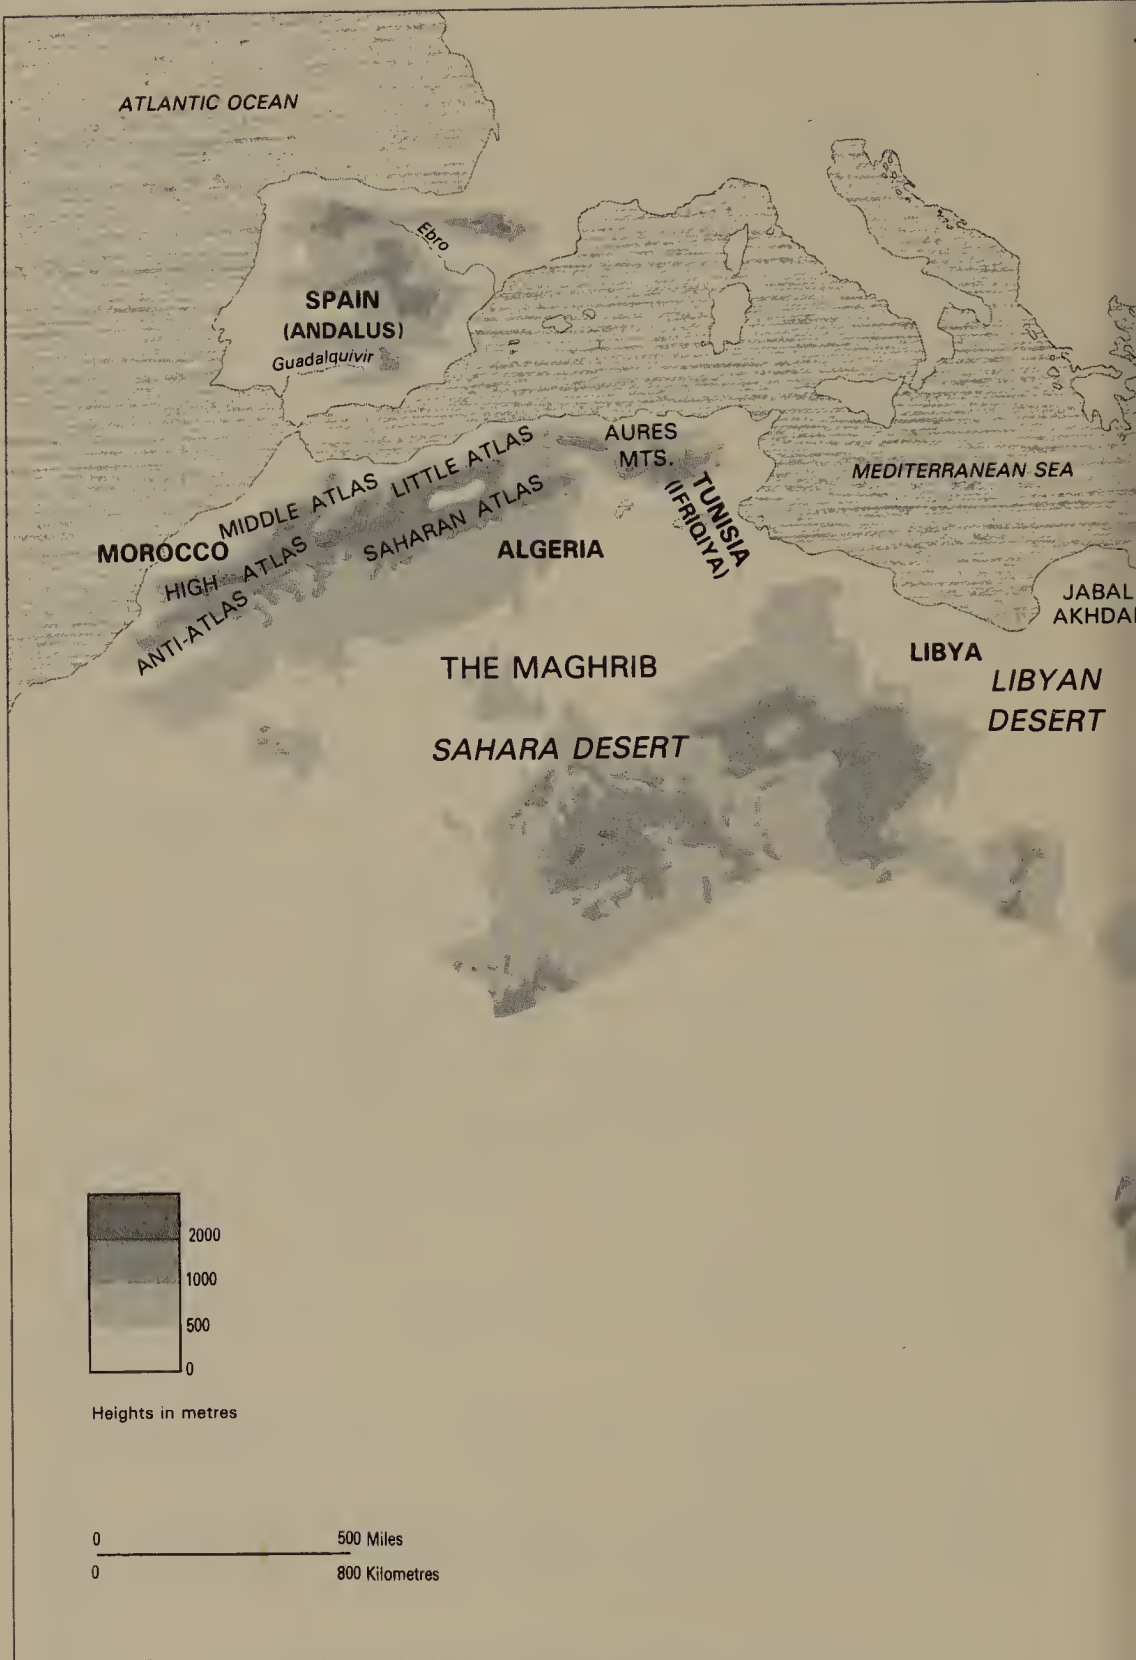 ATLANTIC OCEAN
Ebro
SPAIN
(ANDALUS)
Guadalquivir
AURES
MTS.
MEDITERRANEAN SEA
LITTLE ATLAS
MIDDLE ATLAS
SAHARAN ATLAS
TUNISIA
(IFRIQIYA)
MOROCCO
HIGH ATLAS
ALGERIA
ANTI-ATLAS
JABAL
AKHDA
THE MAGHRIB
LIBYA
LIBYAN
DESERT
SAHARA DESERT
2000
1000
500
0
Heights in metres
0 500 Miles
0 800 Kilometres